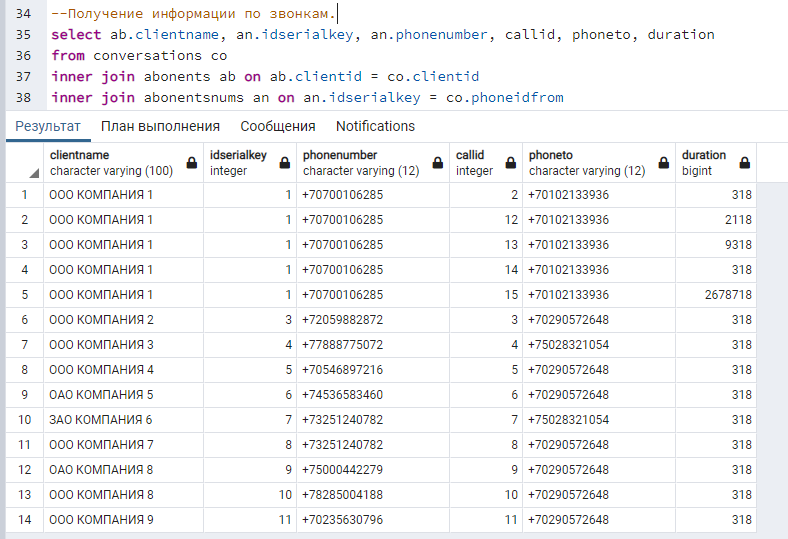 34 --Получение информации по звонкам.
35 select ab.clientname, an.idserialkey, an.phonenumber, callid, phoneto, duration
36 from conversations co
37 inner join abonents ab on ab.clientid = co.clientid
38 inner join abonentsnums an on an.idserialkey = co.phoneidfrom
Результат План выполнения Сообщения Notifications
clientname idserialkey phonenumber callid phoneto duration
character varying (100) integer character varying (12) integer character varying (12) bigint
1 ООО КОМПАНИЯ 1 1 +70700106285 2 +70102133936 318
2 ООО КОМПАНИЯ 1 1 +70700106285 12 +70102133936 2118
3 ООО КОМПАНИЯ 1 1 +70700106285 13 +70102133936 9318
4 ООО КОМПАНИЯ 1 1 +70700106285 14 +70102133936 318
5 ООО КОМПАНИЯ 1 1 +70700106285 15 +70102133936 2678718
6 ООО КОМПАНИЯ 2 3 +72059882872 3 +70290572648 318
7 ООО КОМПАНИЯ 3 4 +77888775072 4 +75028321054 318
8 ООО КОМПАНИЯ 4 5 +70546897216 5 +70290572648 318
9 ОАО КОМПАНИЯ 5 6 +74536583460 6 +70290572648 318
10 ЗАО КОМПАНИЯ 6 7 +73251240782 7 +75028321054 318
11 ООО КОМПАНИЯ 7 8 +73251240782 8 +70290572648 318
12 ОАО КОМПАНИЯ 8 9 +75000442279 9 +70290572648 318
13 ООО КОМПАНИЯ 8 10 +78285004188 10 +70290572648 318
14 ООО КОМПАНИЯ 9 11 +70235630796 11 +70290572648 318